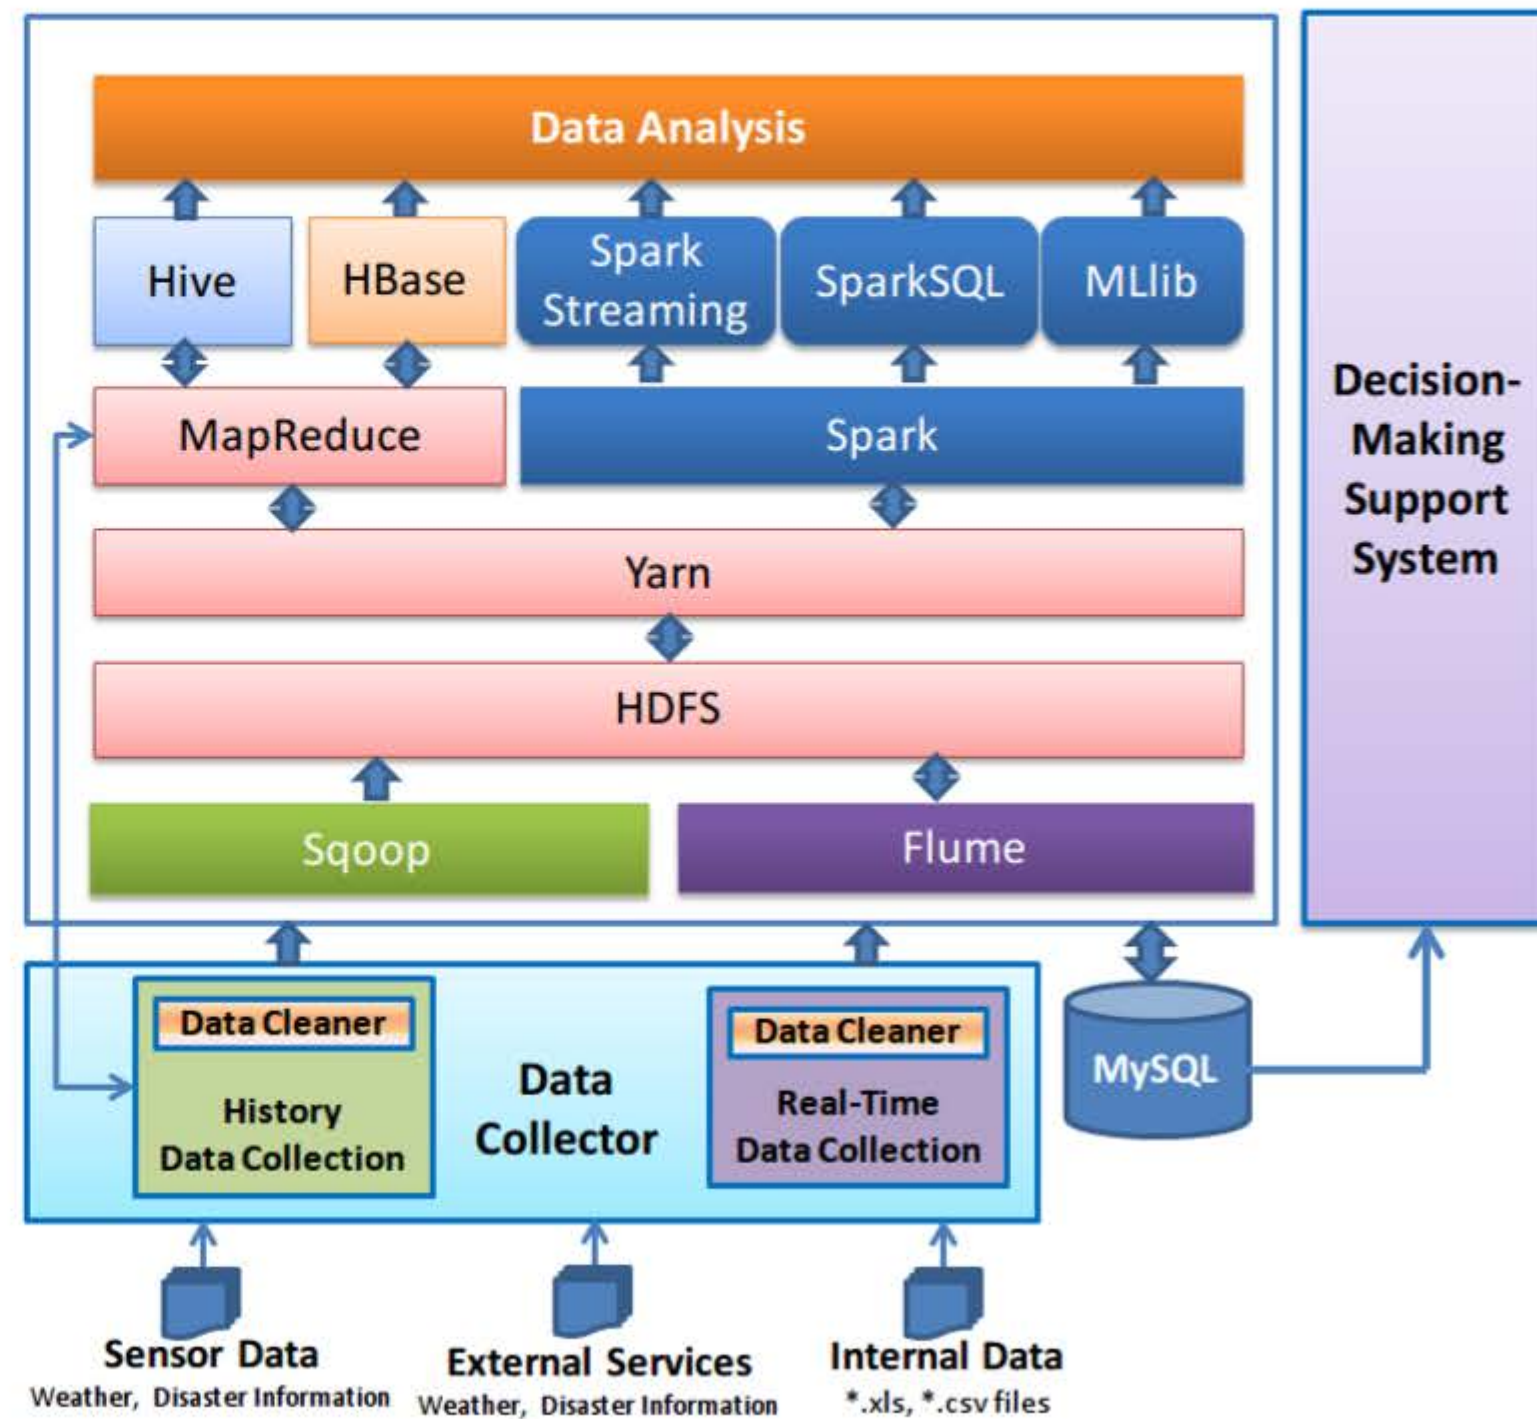 Data Analysis
Hive
HBase
Spark
Streaming
SparkSQL
MLlib
MapReduce
Spark
Yarn
HDFS
Sqoop
Flume
Decision-
Making
Support
System
Data Cleaner
History
Data Collection
Data
Collector
Data Cleaner
Real-Time
Data Collection
MySQL
Sensor Data
Weather, Disaster Information
External Services
Weather, Disaster Information
Internal Data
*.xls, *.csv files